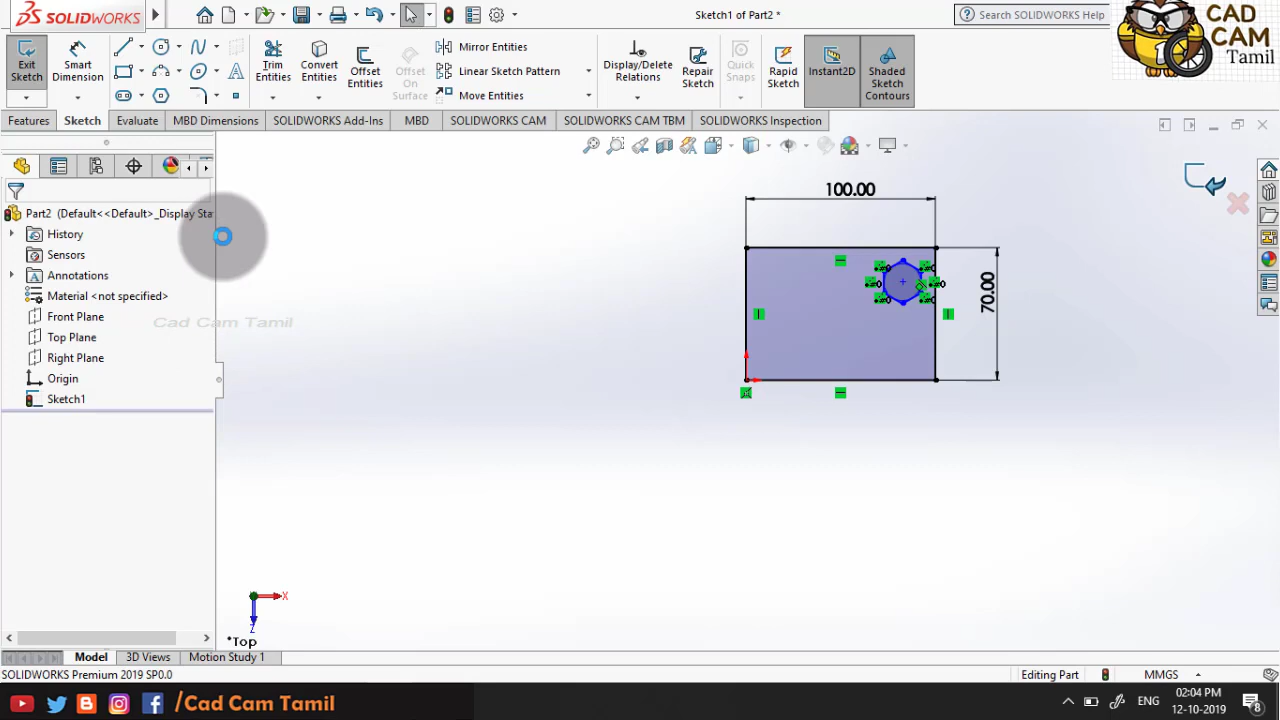 SOLIDWORKS
Sketch1 of Part2 *
Search SOLIDWORKS Help
CAD
CAM
Tamil
Exit Sketch
Smart Dimension
Trim Entities
Convert Entities
Offset Entities
Offset On Surface
Mirror Entities
Linear Sketch Pattern
Move Entities
Display/Delete Relations
Repair Sketch
Quick Snaps
Rapid Sketch
Instant2D
Shaded Sketch Contours
Features
Sketch
Evaluate
MBD Dimensions
SOLIDWORKS Add-Ins
MBD
SOLIDWORKS CAM
SOLIDWORKS CAM TBM
SOLIDWORKS Inspection
Part2 (Default<<Default>_Display Sta
History
Sensors
Annotations
Material <not specified>
Front Plane
Top Plane
Right Plane
Origin
Sketch1
Cad Cam Tamil
100.00
70.00
X
Z
*Top
Model
3D Views
Motion Study 1
SOLIDWORKS Premium 2019 SP0.0
Editing Part
MMGS
/Cad Cam Tamil
ENG
02:04 PM
12-10-2019
8